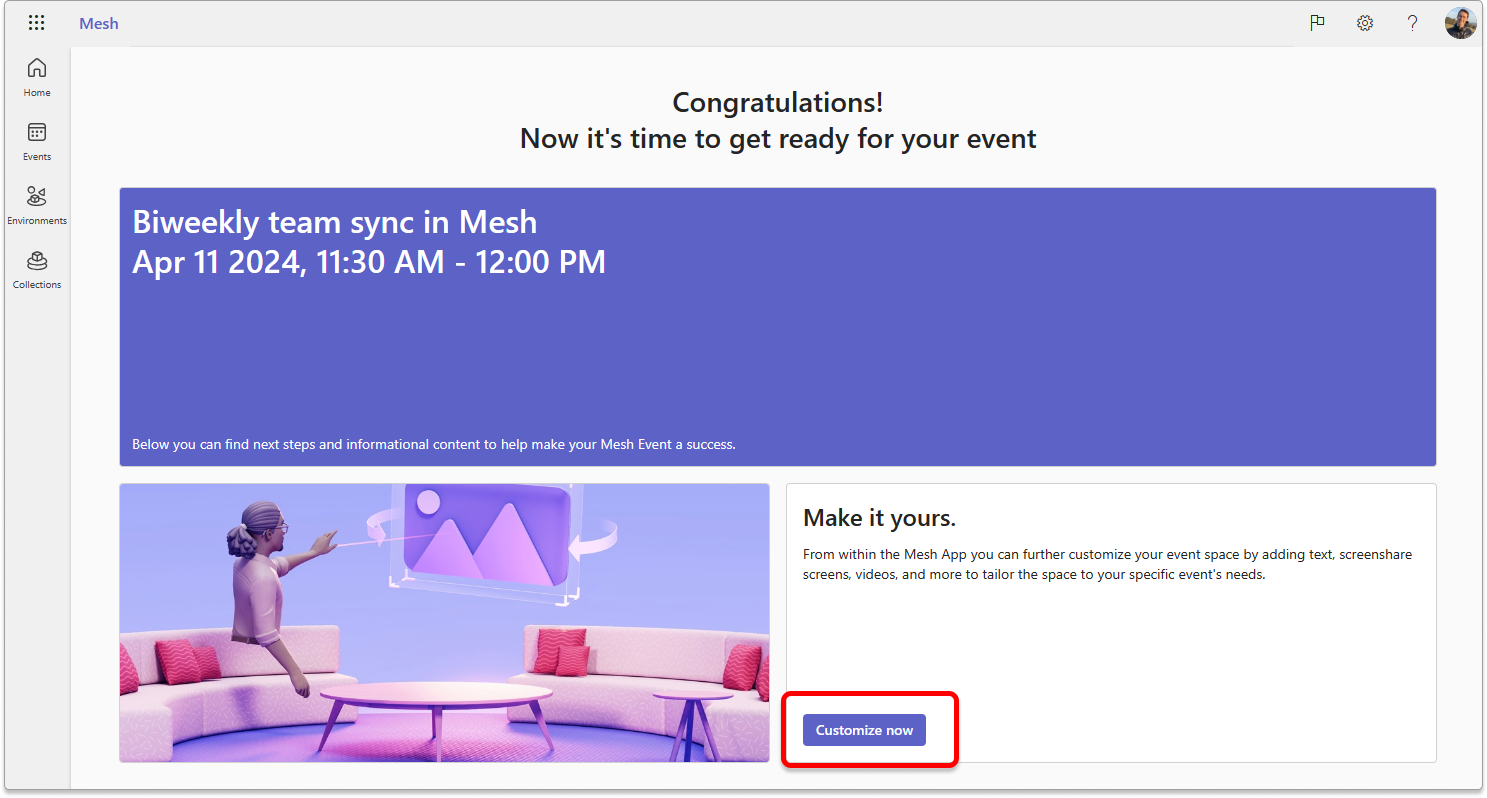 Mesh
Home
Events
Environments
Collections
Congratulations!
Now it's time to get ready for your event
Biweekly team sync in Mesh
Apr 11 2024, 11:30 AM - 12:00 PM
Below you can find next steps and informational content to help make your Mesh Event a success.
Make it yours.
From within the Mesh App you can further customize your event space by adding text, screenshare
screens, videos, and more to tailor the space to your specific event's needs.
Customize now